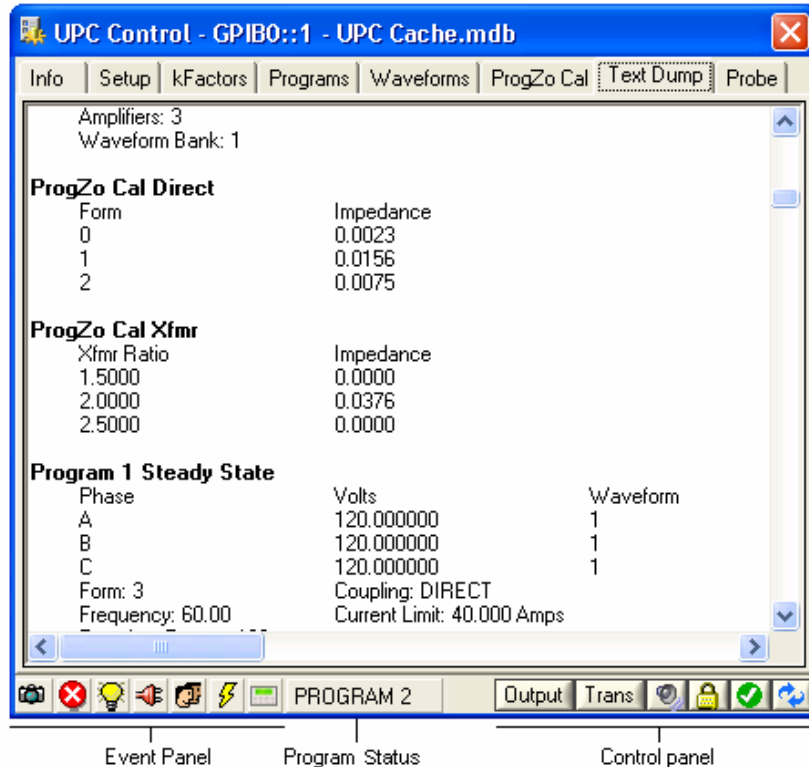 UPC Control - GPIB0::1 - UPC Cache.mdb
Info Setup kFactors Programs Waveforms ProgZo Cal Text Dump Probe
Amplifiers: 3
Waveform Bank: 1
ProgZo Cal Direct
Form Impedance
0 0.0023
1 0.0156
2 0.0075
ProgZo Cal Xfmr
Xfmr Ratio Impedance
1.5000 0.0000
2.0000 0.0376
2.5000 0.0000
Program 1 Steady State
Phase Volts Waveform
A 120.000000 1
B 120.000000 1
C 120.000000 1
Form: 3 Coupling: DIRECT
Frequency: 60.00 Current Limit: 40.000 Amps
PROGRAM 2 Output Trans
Event Panel Program Status Control panel